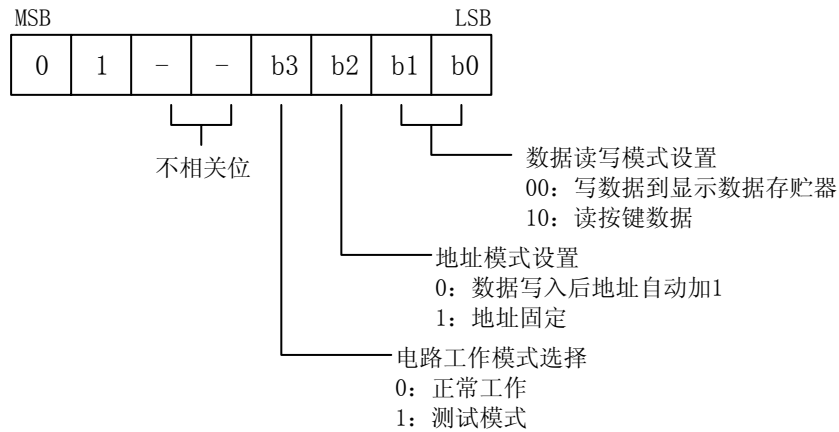 MSB LSB
0 1 - - b3 b2 b1 b0
不相关位
数据读写模式设置
00: 写数据到显示数据存贮器
10: 读按键数据
地址模式设置
0: 数据写入后地址自动加1
1: 地址固定
电路工作模式选择
0: 正常工作
1: 测试模式